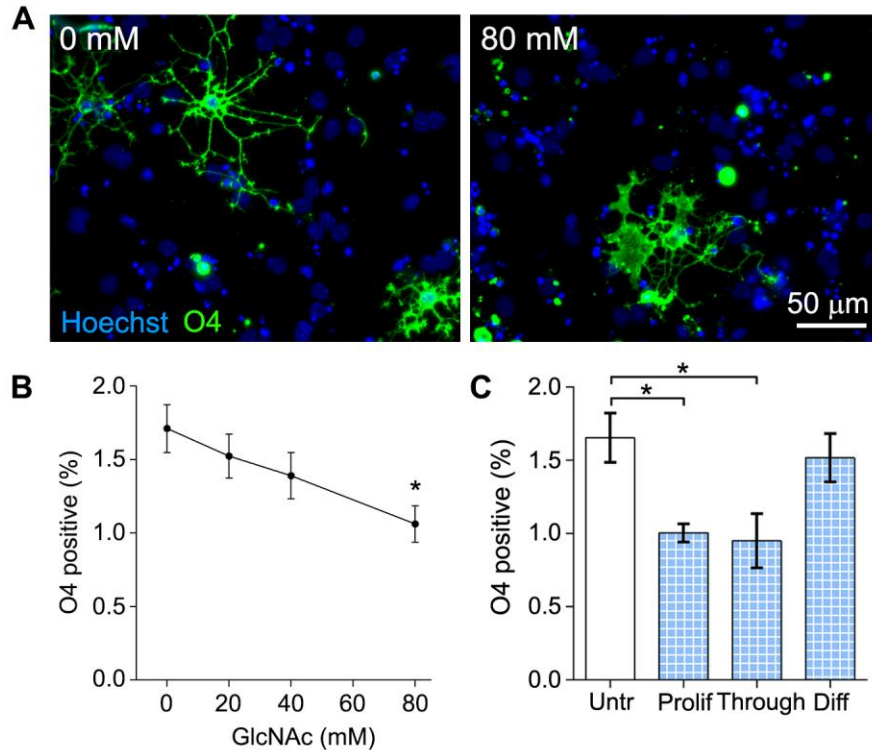 A
0 mM
80 mM
Hoechst O4
50 μm
B
O4 positive (%)
2.0
1.5
1.0
0.5
0.0
*
0 20 40 60 80
GlcNAc (mM)
C
O4 positive (%)
2.0
1.5
1.0
0.5
0.0
*
*
Untr Prolif Through Diff